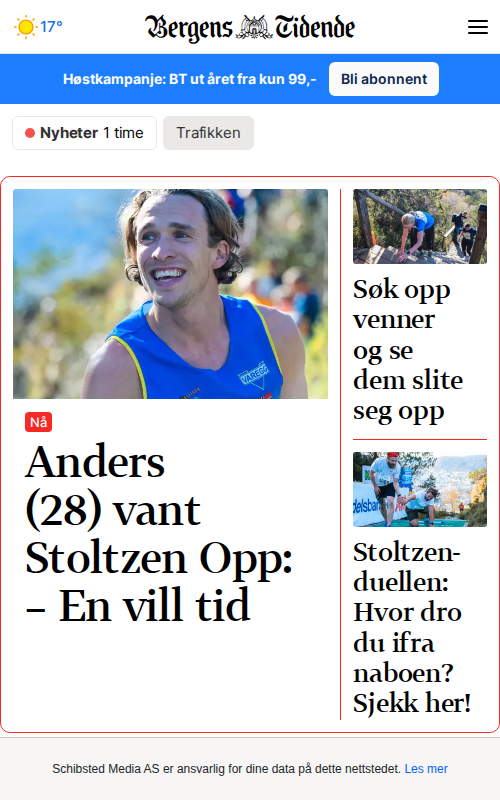 17°
Bergens Tidende
Høstkampanje: BT ut året fra kun 99,-
Bli abonnent
Nyheter 1 time
Trafikken
VAREGG
Nå
Anders
(28) vant
Stoltzen Opp:
– En vill tid
Søk opp
venner
og se
dem slite
seg opp
Stoltzen-
duellen:
Hvor dro
du ifra
naboen?
Sjekk her!
Schibsted Media AS er ansvarlig for dine data på dette nettstedet. Les mer